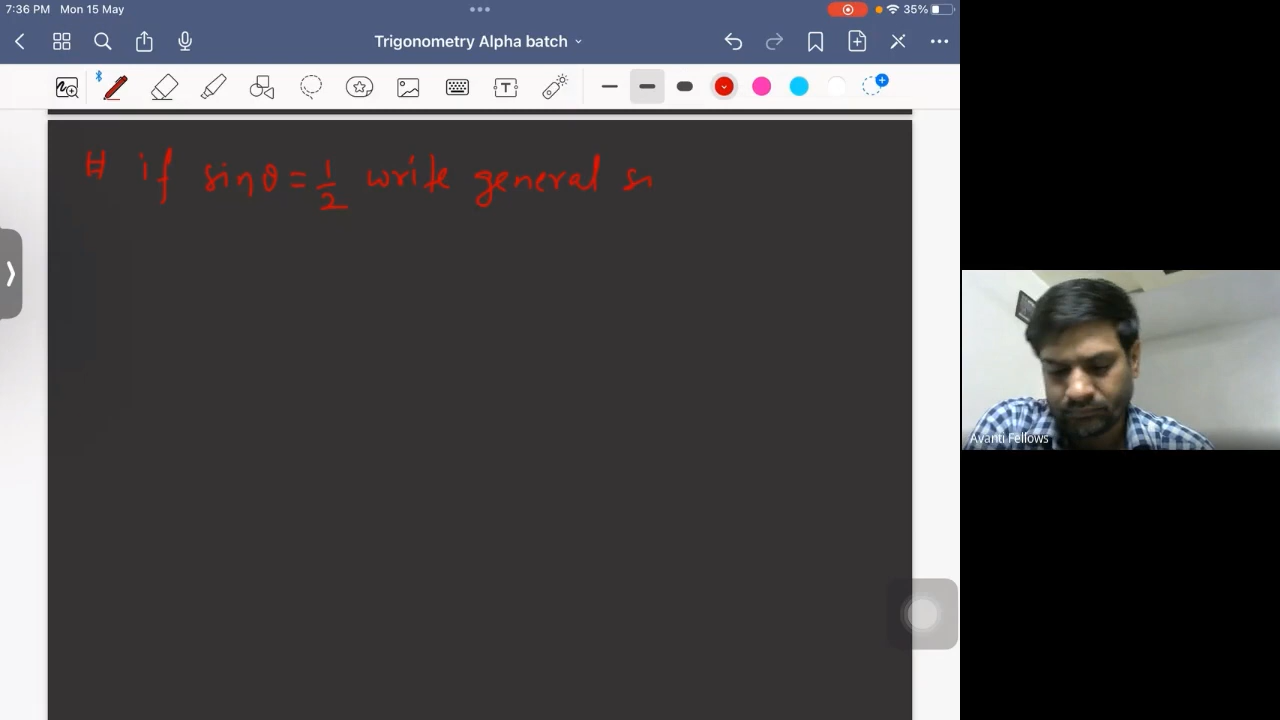 7:36 PM Mon 15 May
35%
Trigonometry Alpha batch
# if sinθ = 1/2 write general s
Avanti Fellows